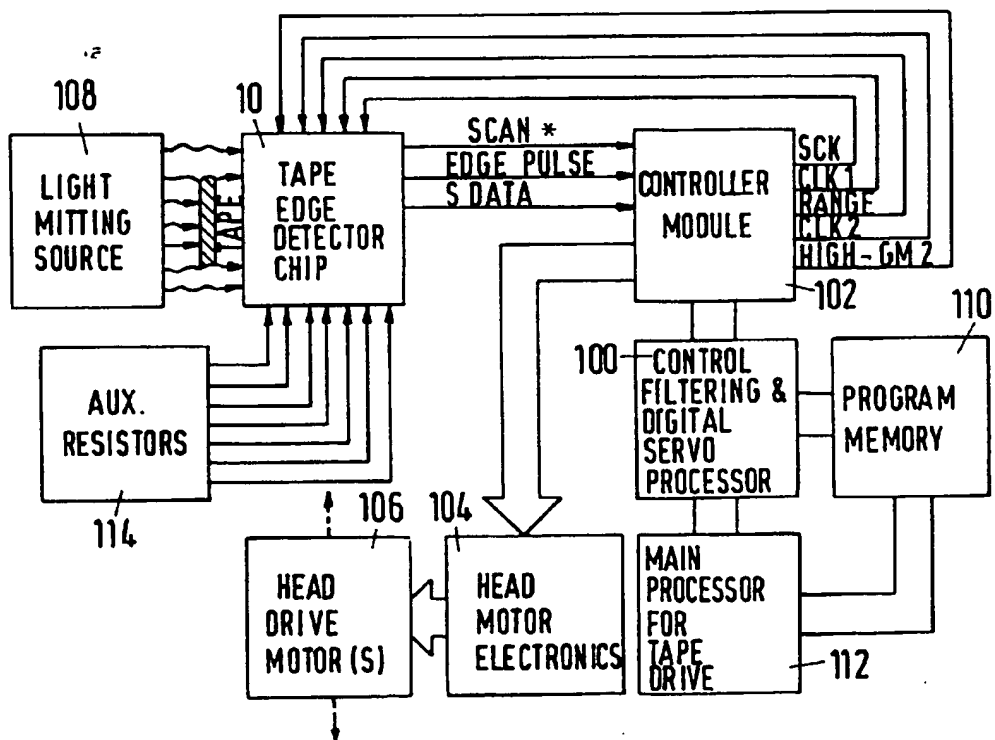 108
LIGHT
MITTING
SOURCE
TAPE
10
TAPE
EDGE
DETECTOR
CHIP
SCAN *
EDGE PULSE
S DATA
CONTROLLER
MODULE
SCK
CLK1
RANGE
CLK2
HIGH-GM2
102
AUX.
RESISTORS
114
100
CONTROL
FILTERING &
DIGITAL
SERVO
PROCESSOR
110
PROGRAM
MEMORY
106
HEAD
DRIVE
MOTOR(S)
104
HEAD
MOTOR
ELECTRONICS
MAIN
PROCESSOR
FOR
TAPE
DRIVE
112